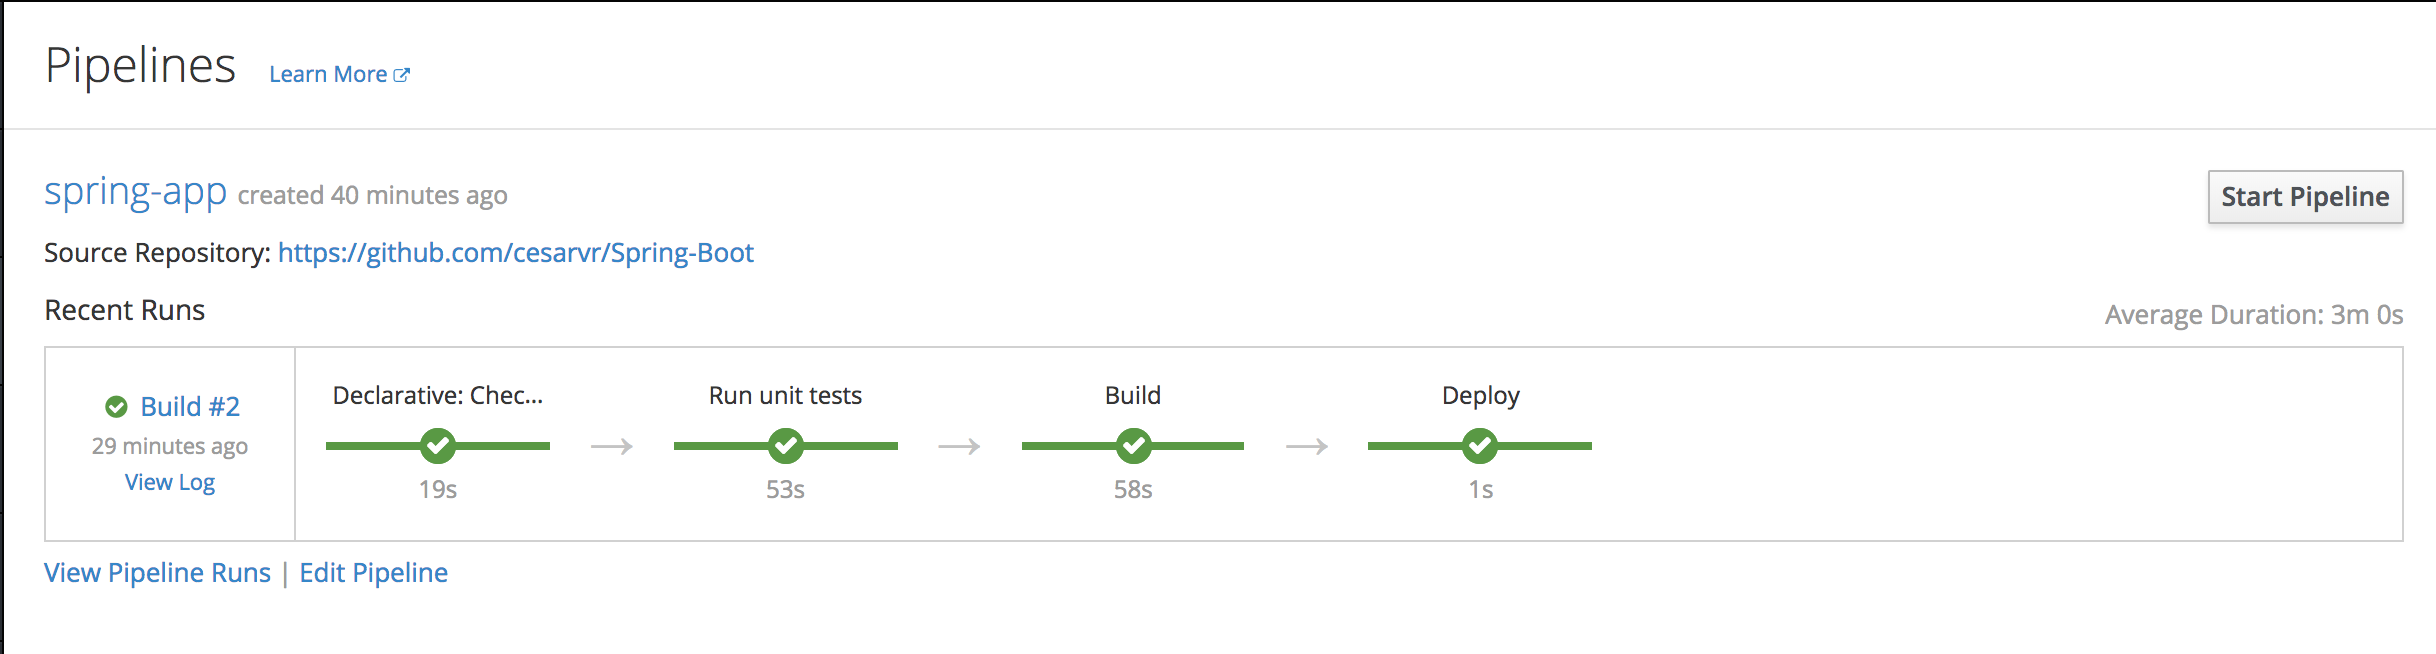 Pipelines Learn More
spring-app created 40 minutes ago
Start Pipeline
Source Repository: https://github.com/cesarvr/Spring-Boot
Recent Runs
Average Duration: 3m 0s
Build #2
29 minutes ago
View Log
Declarative: Chec...
19s
Run unit tests
53s
Build
58s
Deploy
1s
View Pipeline Runs | Edit Pipeline